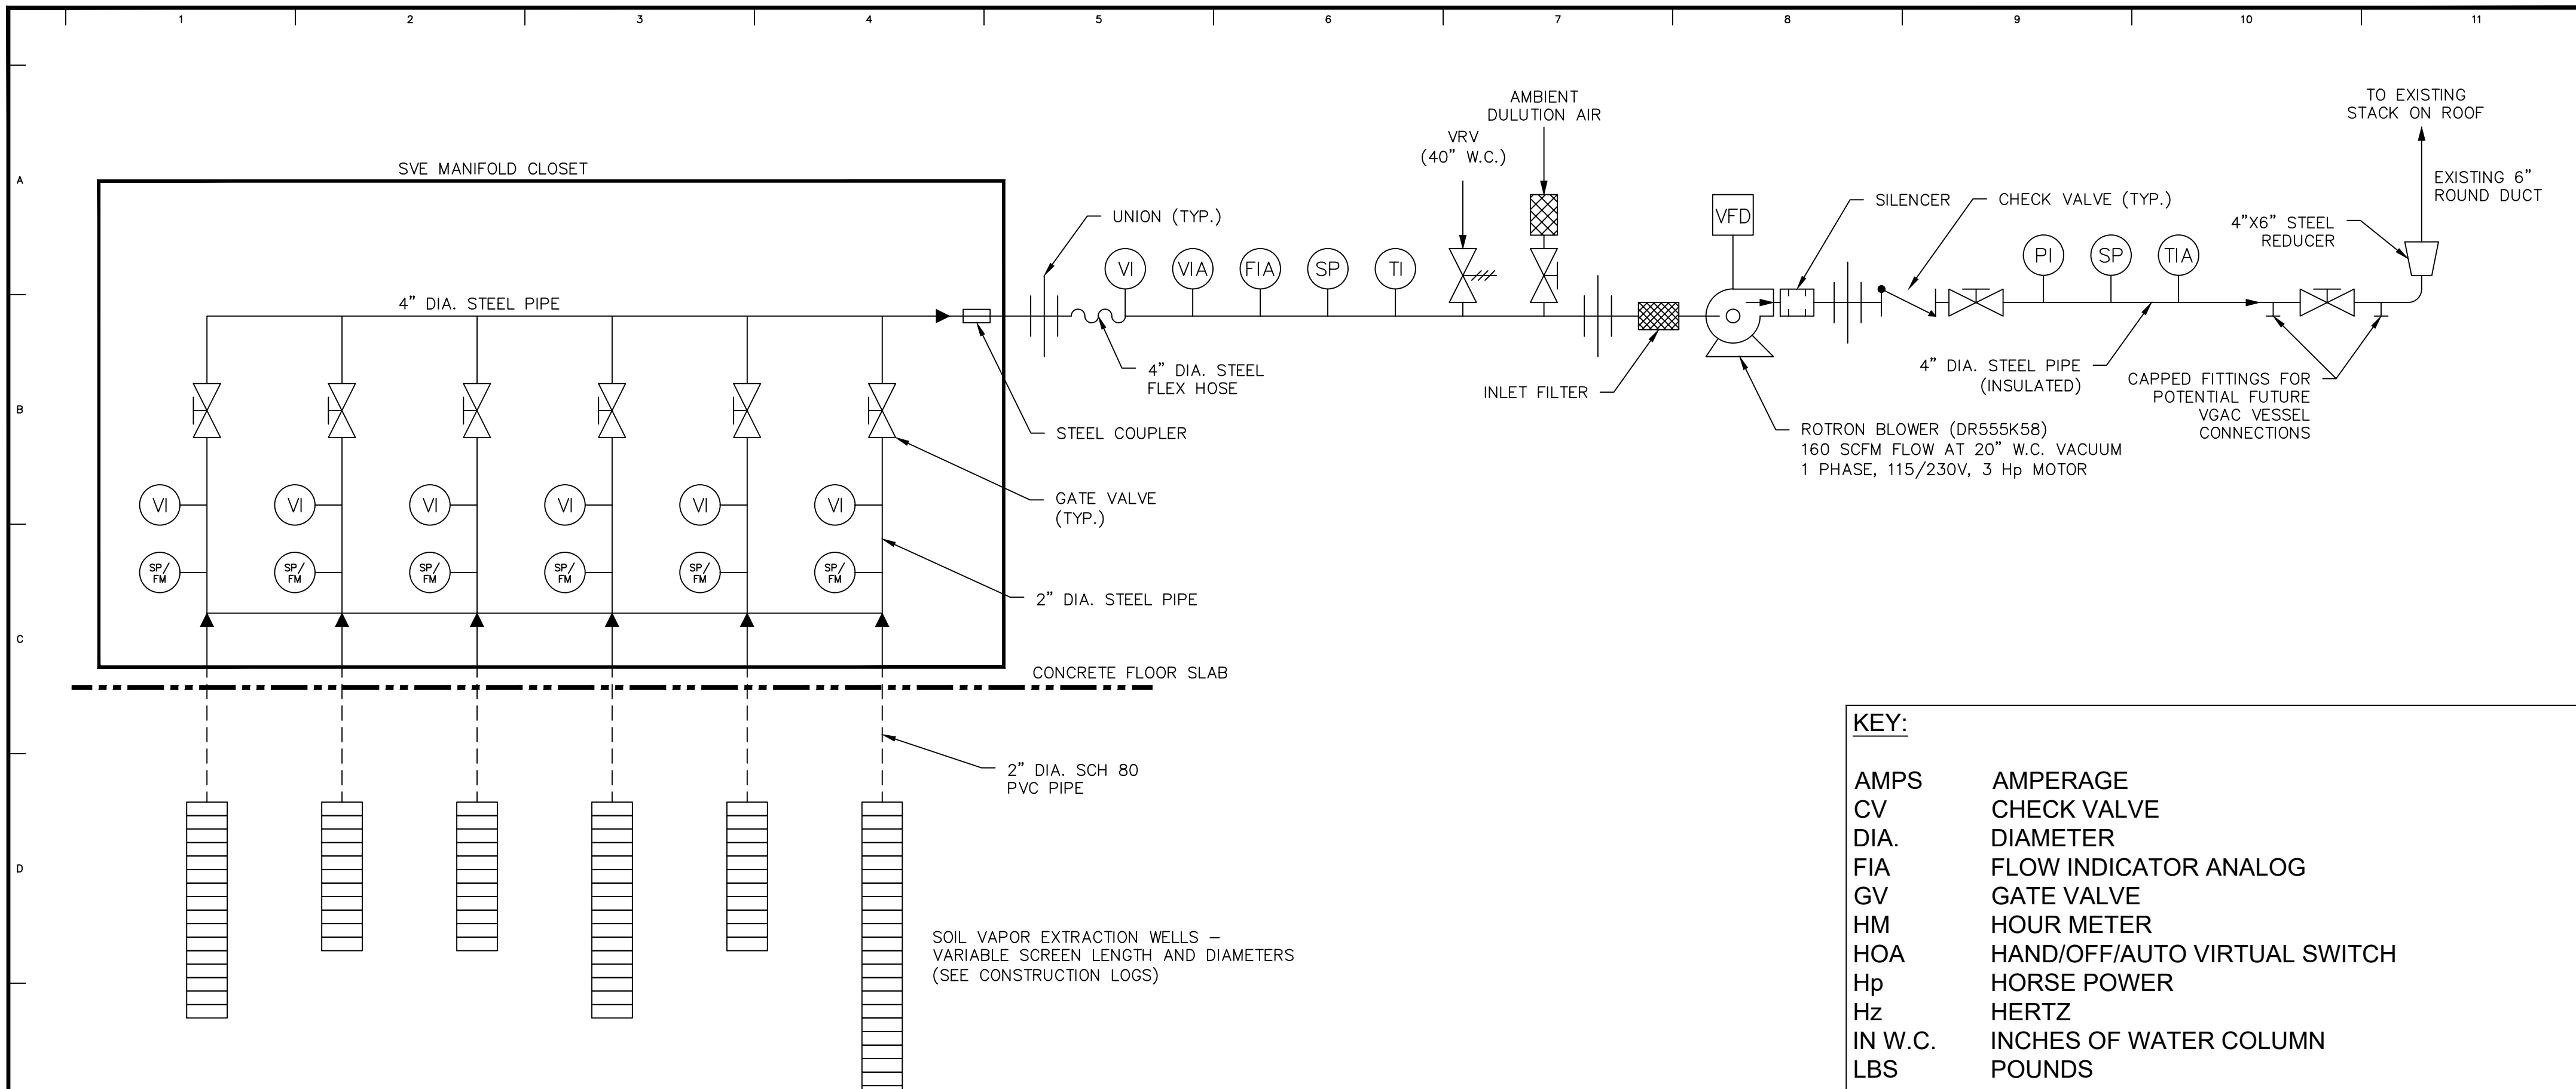 1 2 3 4 5 6 7 8 9 10 11
A
B
C
D
SVE MANIFOLD CLOSET
4” DIA. STEEL PIPE
VI VI VI VI VI VI
SP/ SP/ SP/ SP/ SP/ SP/
FM FM FM FM FM FM
UNION (TYP.)
4” DIA. STEEL
FLEX HOSE
STEEL COUPLER
GATE VALVE
(TYP.)
2” DIA. STEEL PIPE
CONCRETE FLOOR SLAB
2” DIA. SCH 80
PVC PIPE
SOIL VAPOR EXTRACTION WELLS –
VARIABLE SCREEN LENGTH AND DIAMETERS
(SEE CONSTRUCTION LOGS)
VI VIA FIA SP TI
VRV
(40” W.C.)
AMBIENT
DULUTION AIR
INLET FILTER
VFD
ROTRON BLOWER (DR555K58)
160 SCFM FLOW AT 20” W.C. VACUUM
1 PHASE, 115/230V, 3 Hp MOTOR
SILENCER
CHECK VALVE (TYP.)
PI SP TIA
4” DIA. STEEL PIPE
(INSULATED)
CAPPED FITTINGS FOR
POTENTIAL FUTURE
VGAC VESSEL
CONNECTIONS
4”X6” STEEL
REDUCER
TO EXISTING
STACK ON ROOF
EXISTING 6”
ROUND DUCT
KEY:
AMPS AMPERAGE
CV CHECK VALVE
DIA. DIAMETER
FIA FLOW INDICATOR ANALOG
GV GATE VALVE
HM HOUR METER
HOA HAND/OFF/AUTO VIRTUAL SWITCH
Hp HORSE POWER
Hz HERTZ
IN W.C. INCHES OF WATER COLUMN
LBS POUNDS